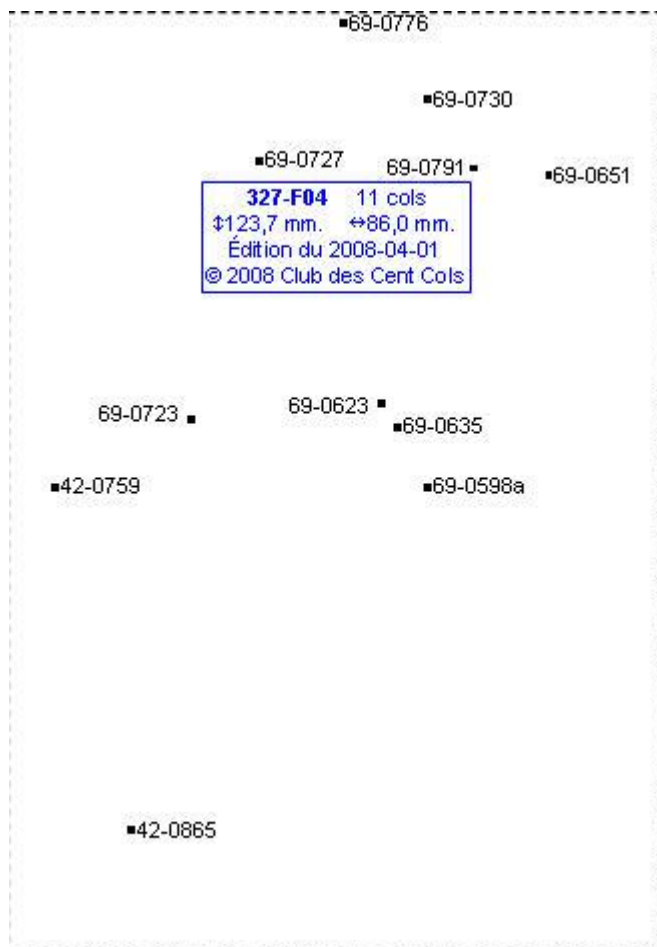 69-0776
69-0730
69-0727
69-0791
69-0651
327-F04 11 cols
↕123,7 mm. ↔86,0 mm.
Édition du 2008-04-01
© 2008 Club des Cent Cols
69-0723
69-0623
69-0635
42-0759
69-0598a
42-0865